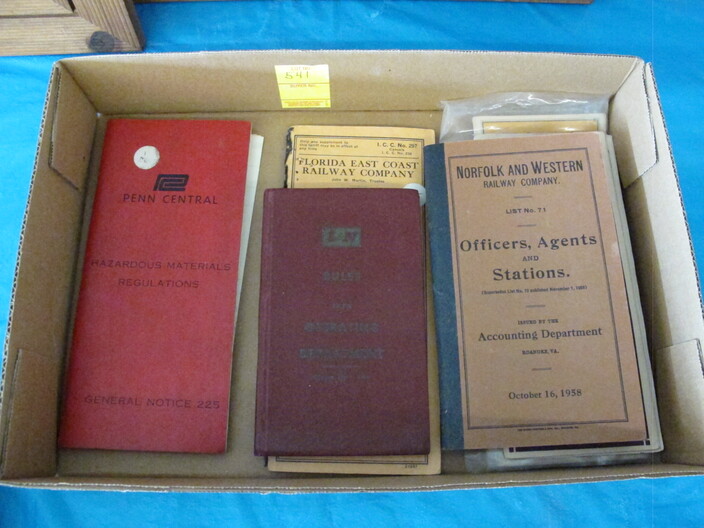 641
PENN CENTRAL
HAZARDOUS MATERIALS
REGULATIONS
GENERAL NOTICE 225
I. C. C. No. 257
FLORIDA EAST COAST
RAILWAY COMPANY
L&N
RULES
OPERATING
DEPARTMENT
NORFOLK AND WESTERN
RAILWAY COMPANY.
LIST No. 71
Officers, Agents
AND
Stations.
ISSUED BY THE
Accounting Department
ROANOKE, VA.
October 16, 1958